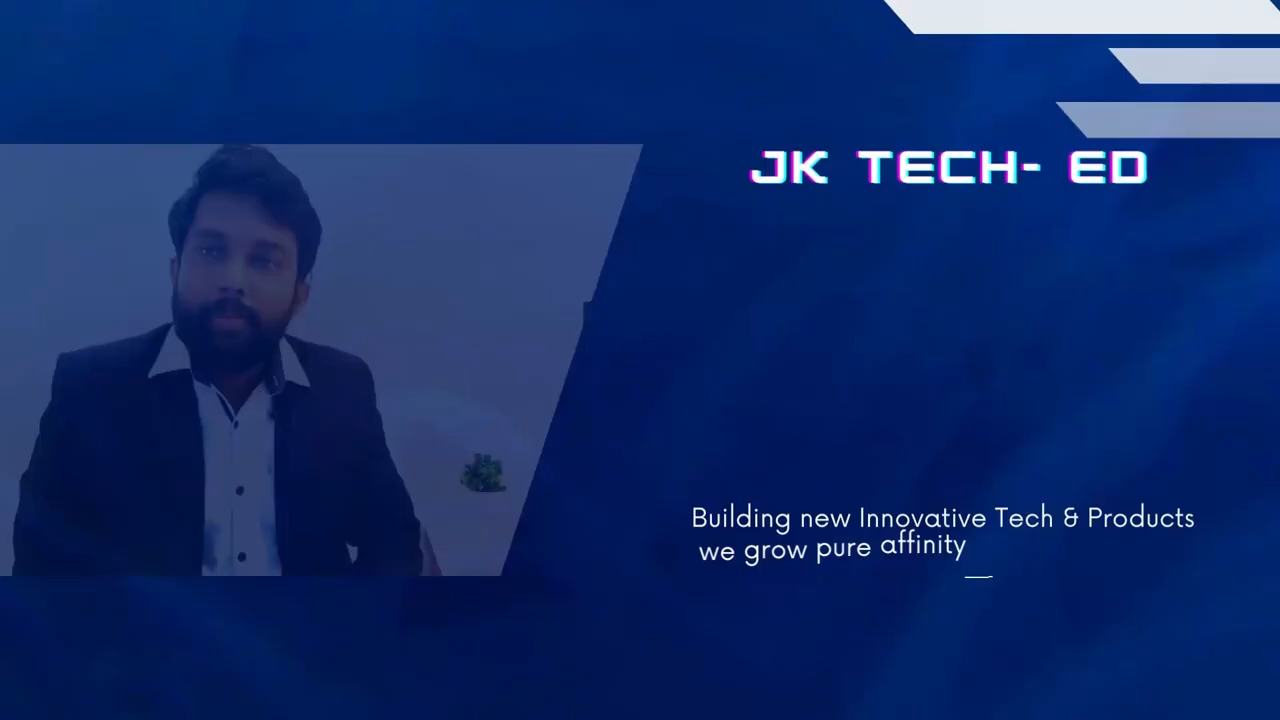 JK TECH- ED
Building new Innovative Tech & Products
we grow pure affinity